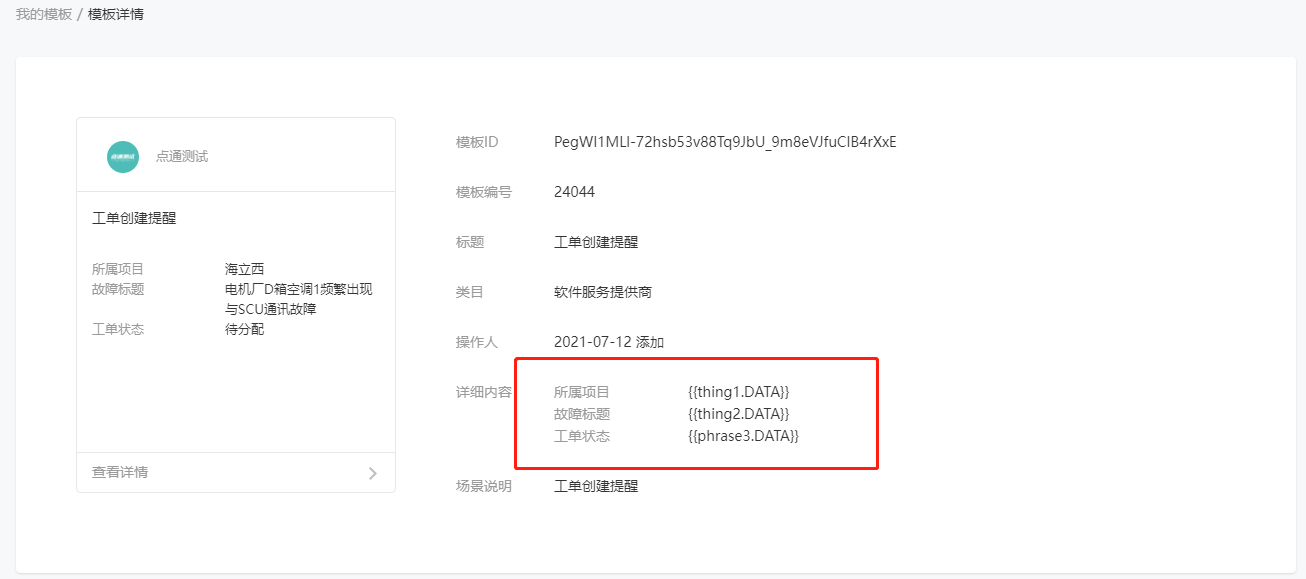 我的模板 / 模板详情
点通测试
点通测试
工单创建提醒
所属项目 海立西
故障标题 电机厂D箱空调1频繁出现
与SCU通讯故障
工单状态 待分配
查看详情
模板ID PegWI1MLI-72hsb53v88Tq9JbU_9m8eVJfuCIB4rXxE
模板编号 24044
标题 工单创建提醒
类目 软件服务提供商
操作人 2021-07-12 添加
详细内容 所属项目 {{thing1.DATA}}
故障标题 {{thing2.DATA}}
工单状态 {{phrase3.DATA}}
场景说明 工单创建提醒